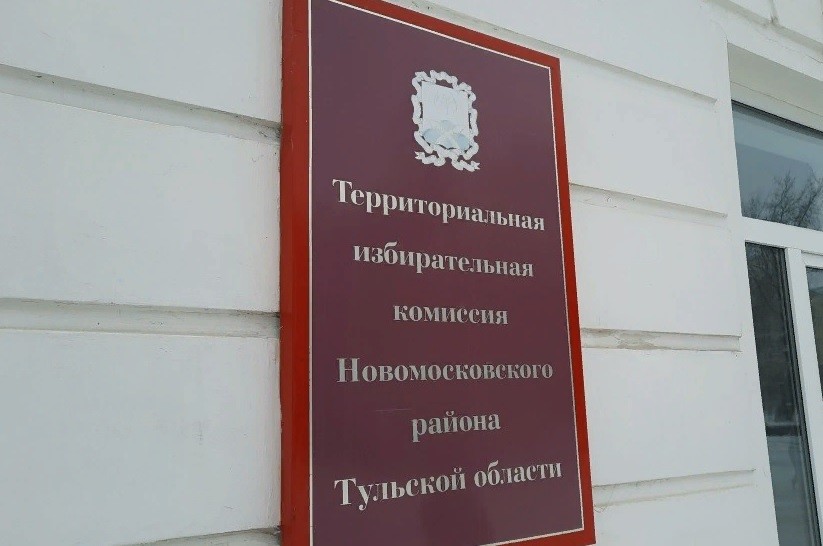 Территориальная
избирательная
комиссия
Новомосковского
района
Тульской области